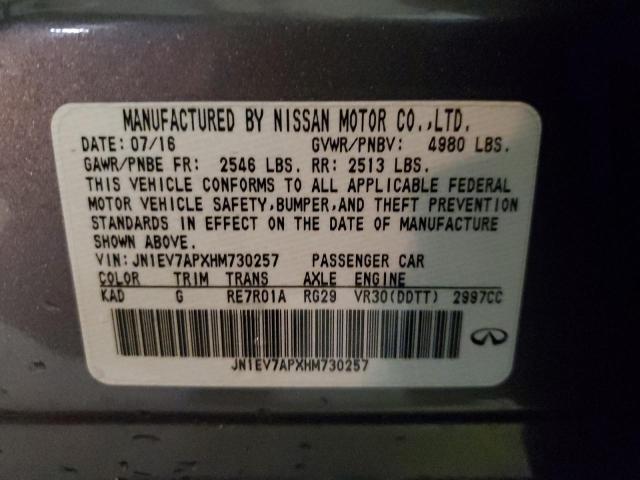 MANUFACTURED BY NISSAN MOTOR CO.,LTD.
DATE: 07/16 GVWR/PNBV: 4980 LBS.
GAWR/PNBE FR: 2546 LBS. RR: 2513 LBS.
THIS VEHICLE CONFORMS TO ALL APPLICABLE FEDERAL
MOTOR VEHICLE SAFETY,BUMPER,AND THEFT PREVENTION
STANDARDS IN EFFECT ON THE DATE OF MANUFACTURE
SHOWN ABOVE.
VIN: JN1EV7APXHM730257 PASSENGER CAR
COLOR TRIM TRANS AXLE ENGINE
KAD G RE7R01A RG29 VR30(DDTT) 2997CC
JN1EV7APXHM730257